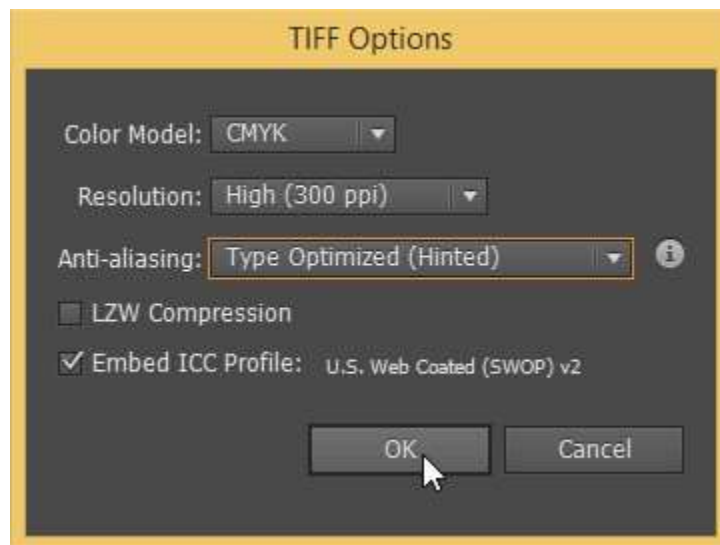 TIFF Options
Color Model: CMYK
Resolution: High (300 ppi)
Anti-aliasing: Type Optimized (Hinted)
LZW Compression
Embed ICC Profile: U.S. Web Coated (SWOP) v2
OK Cancel